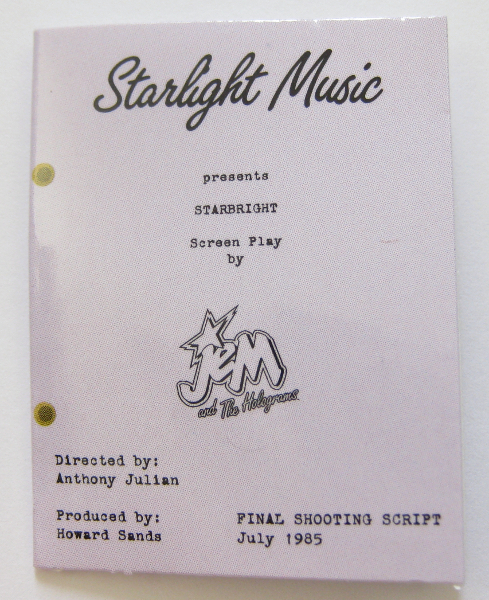 Starlight Music
presents
STARBRIGHT
Screen Play
by
JEM
and The Holograms
Directed by:
Anthony Julian
Produced by:
Howard Sands
FINAL SHOOTING SCRIPT
July 1985